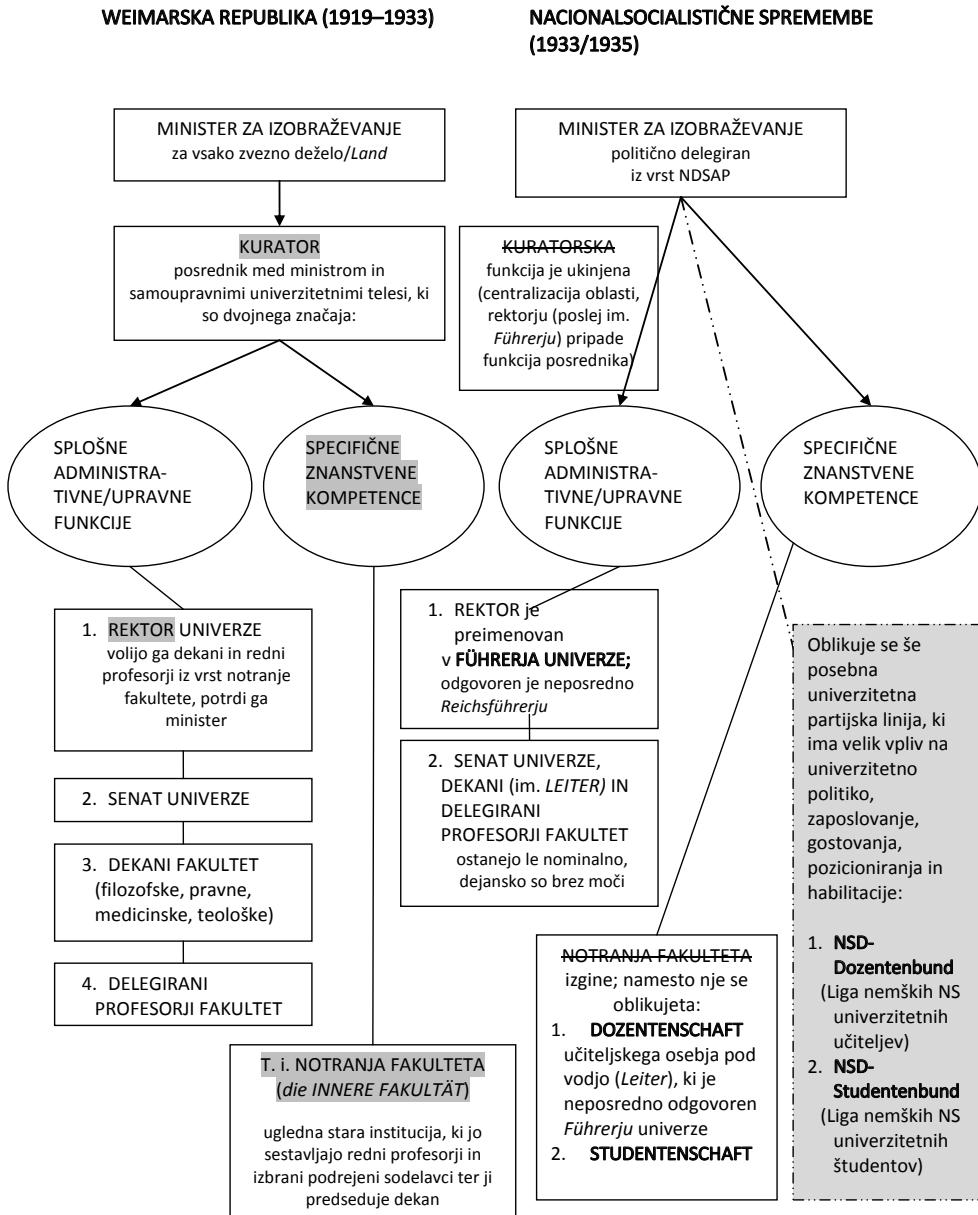 WEIMARSKA REPUBLIKA (1919–1933)
NACIONALSOCIALISTIČNE SPREMEMBE
(1933/1935)
MINISTER ZA IZOBRAŽEVANJE
za vsako zvezno deželo/Land
KURATOR
posrednik med ministrom in
samoupravnimi univerzitetnimi telesi, ki
so dvojnega značaja:
SPLOŠNE
ADMINISTRA-
TIVNE/UPRAVNE
FUNKCIJE
SPECIFIČNE
ZNANSTVENE
KOMPETENCE
1. REKTOR UNIVERZE
volijo ga dekani in redni
profesorji iz vrst notranje
fakultete, potrdi ga
minister
2. SENAT UNIVERZE
3. DEKANI FAKULTET
(filozofske, pravne,
medicinske, teološke)
4. DELEGIRANI
PROFESORJI FAKULTET
T. i. NOTRANJA FAKULTETA
(die INNERE FAKULTÄT)
ugledna stara institucija, ki jo
sestavljajo redni profesorji in
izbrani podrejeni sodelavci ter ji
predseduje dekan
MINISTER ZA IZOBRAŽEVANJE
politično delegiran
iz vrst NDSAP
KURATORSKA
funkcija je ukinjena
(centralizacija oblasti,
rektorju (poslej im.
Führerju) pripade
funkcija posrednika)
SPLOŠNE
ADMINISTRA-
TIVNE/UPRAVNE
FUNKCIJE
SPECIFIČNE
ZNANSTVENE
KOMPETENCE
1. REKTOR je
preimenovan
v FÜHRERJA UNIVERZE;
odgovoren je neposredno
Reichsführerju
2. SENAT UNIVERZE,
DEKANI (im. LEITER) IN
DELEGIRANI
PROFESORJI FAKULTET
ostanejo le nominalno,
dejansko so brez moči
NOTRANJA FAKULTETA
izgine; namesto nje se
oblikujeta:
1. DOZENTENSCHAFT
učiteljskega osebja pod
vodjo (Leiter), ki je
neposredno odgovoren
Führerju univerze
2. STUDENTENSCHAFT
Oblikuje se še
posebna
univerzitetna
partijska linija, ki
ima velik vpliv na
univerzitetno
politiko,
zaposlovanje,
gostovanja,
pozicioniranja in
habilitacije:
1. NSD-
Dozentenbund
(Liga nemških NS
univerzitetnih
učiteljev)
2. NSD-
Studentenbund
(Liga nemških NS
univerzitetnih
študentov)